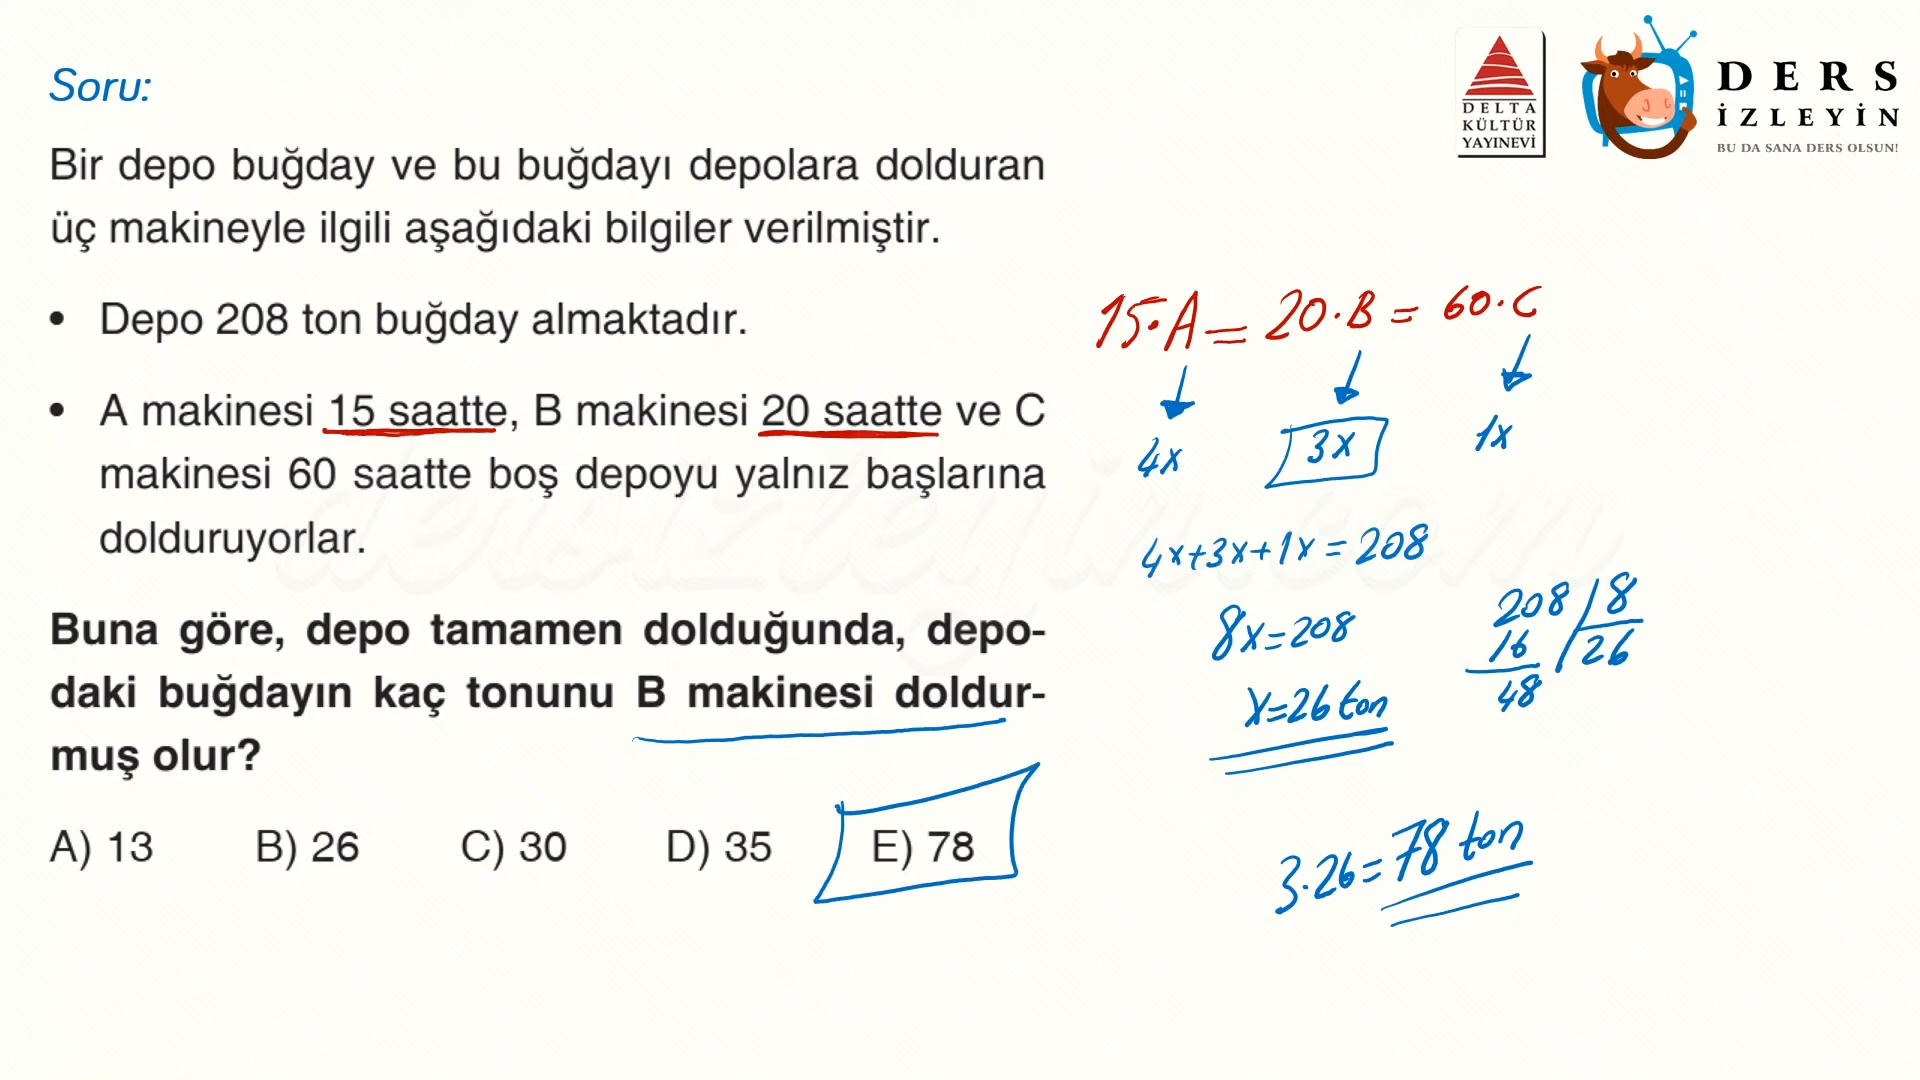 Soru:
Bir depo buğday ve bu buğdayı depolara dolduran
üç makineyle ilgili aşağıdaki bilgiler verilmiştir.
• Depo 208 ton buğday almaktadır.
• A makinesi 15 saatte, B makinesi 20 saatte ve C
makinesi 60 saatte boş depoyu yalnız başlarına
dolduruyorlar.
Buna göre, depo tamamen dolduğunda, depo-
daki buğdayın kaç tonunu B makinesi doldur-
muş olur?
A) 13 B) 26 C) 30 D) 35 E) 78
DELTA
KÜLTÜR
YAYINEVİ
DERS
İZLEYİN
BU DA SANA DERS OLSUN!
15·A = 20·B = 60·C
4x 3x 1x
4x+3x+1x=208
8x=208
x=26 ton
208 8
16 26
48
3·26=78 ton
dersizleyin.com